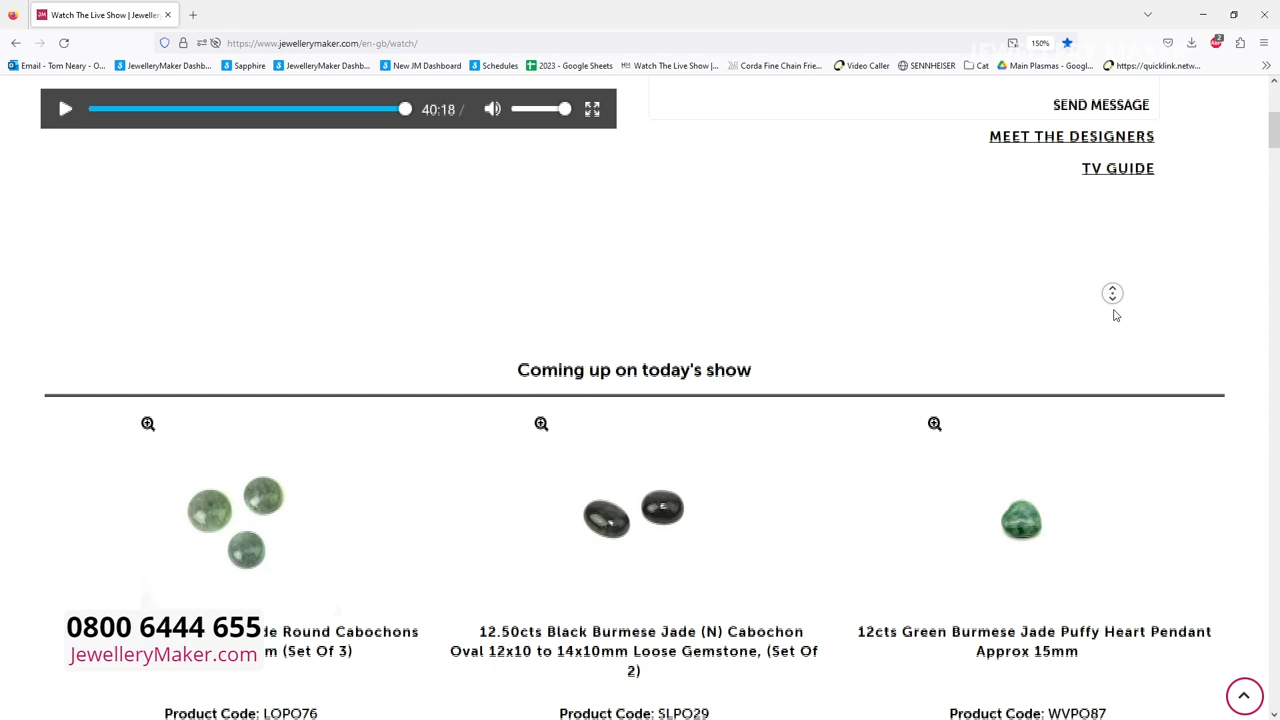 Watch The Live Show | Jeweller
https://www.jewellerymaker.com/en-gb/watch/
150%
2
Email - Tom Neary - O...
JewelleryMaker Dashb...
Sapphire
JewelleryMaker Dashb...
New JM Dashboard
Schedules
2023 - Google Sheets
Watch The Live Show |...
Corda Fine Chain Frie...
Video Caller
SENNHEISER
Cat
Main Plasmas - Googl...
https://quicklink.netw...
40:18 /
SEND MESSAGE
MEET THE DESIGNERS
TV GUIDE
Coming up on today's show
de Round Cabochons
m (Set Of 3)
Product Code: LOPO76
12.50cts Black Burmese Jade (N) Cabochon
Oval 12x10 to 14x10mm Loose Gemstone, (Set Of
2)
Product Code: SLPO29
12cts Green Burmese Jade Puffy Heart Pendant
Approx 15mm
Product Code: WVPO87
0800 6444 655
JewelleryMaker.com